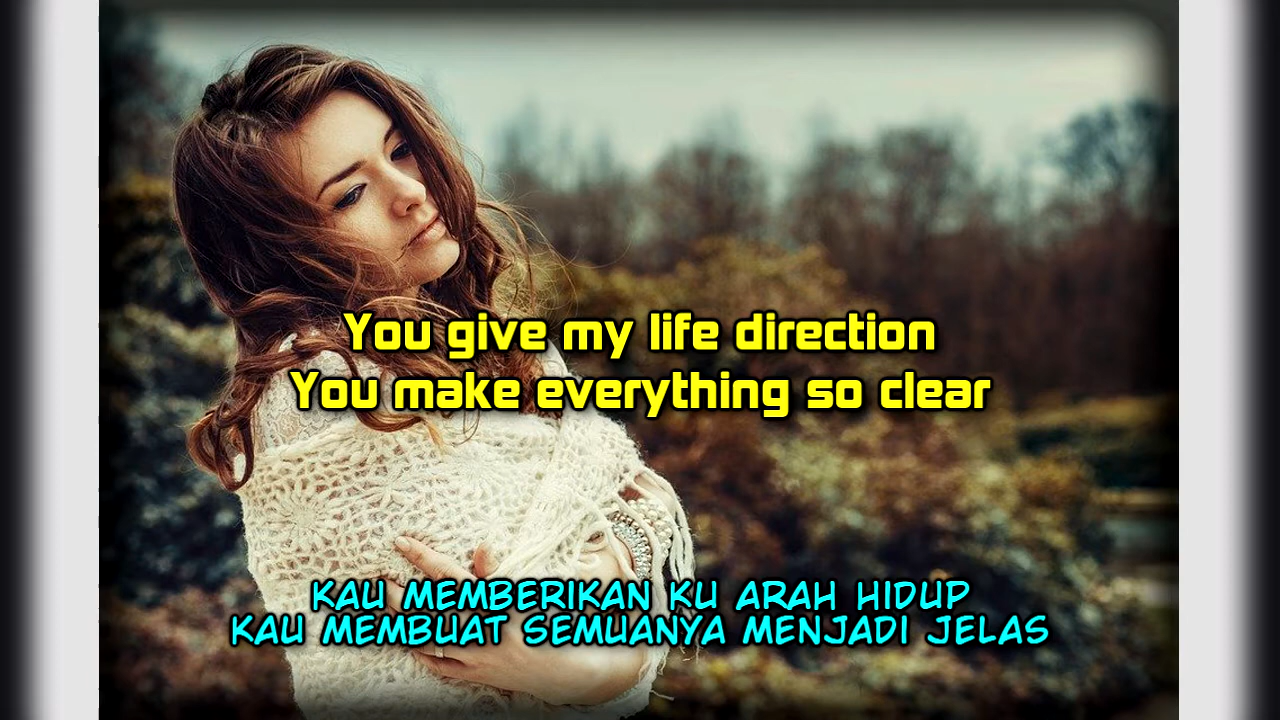 You give my life direction
You make everything so clear
KAU MEMBERIKAN KU ARAH HIDUP
KAU MEMBUAT SEMUANYA MENJADI JELAS